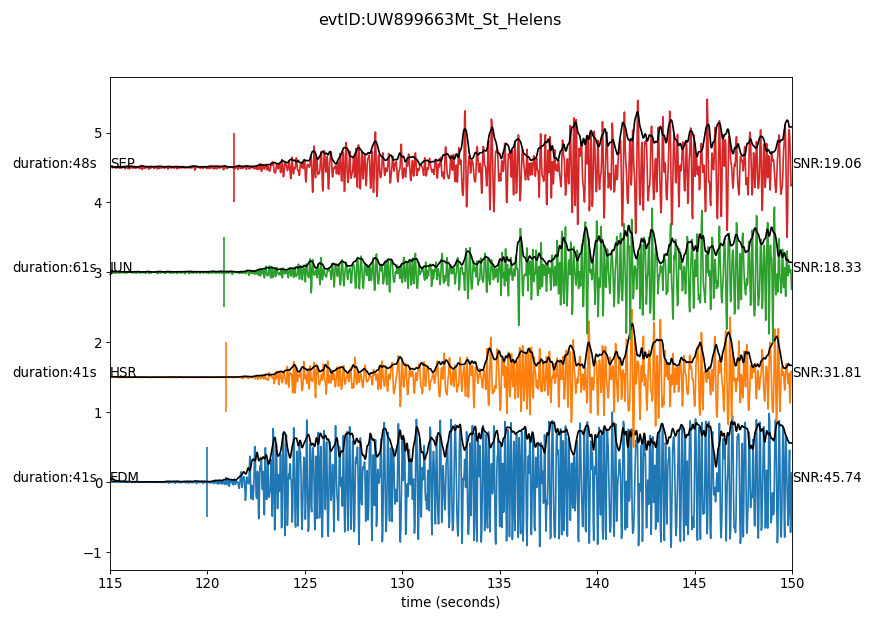 evtID:UW899663Mt_St_Helens
5
duration:48s SEP SNR:19.06
4
duration:61s 3 JUN SNR:18.33
2
duration:41s HSR SNR:31.81
1
duration:41s 0 EDM SNR:45.74
−1
115 120 125 130 135 140 145 150
time (seconds)